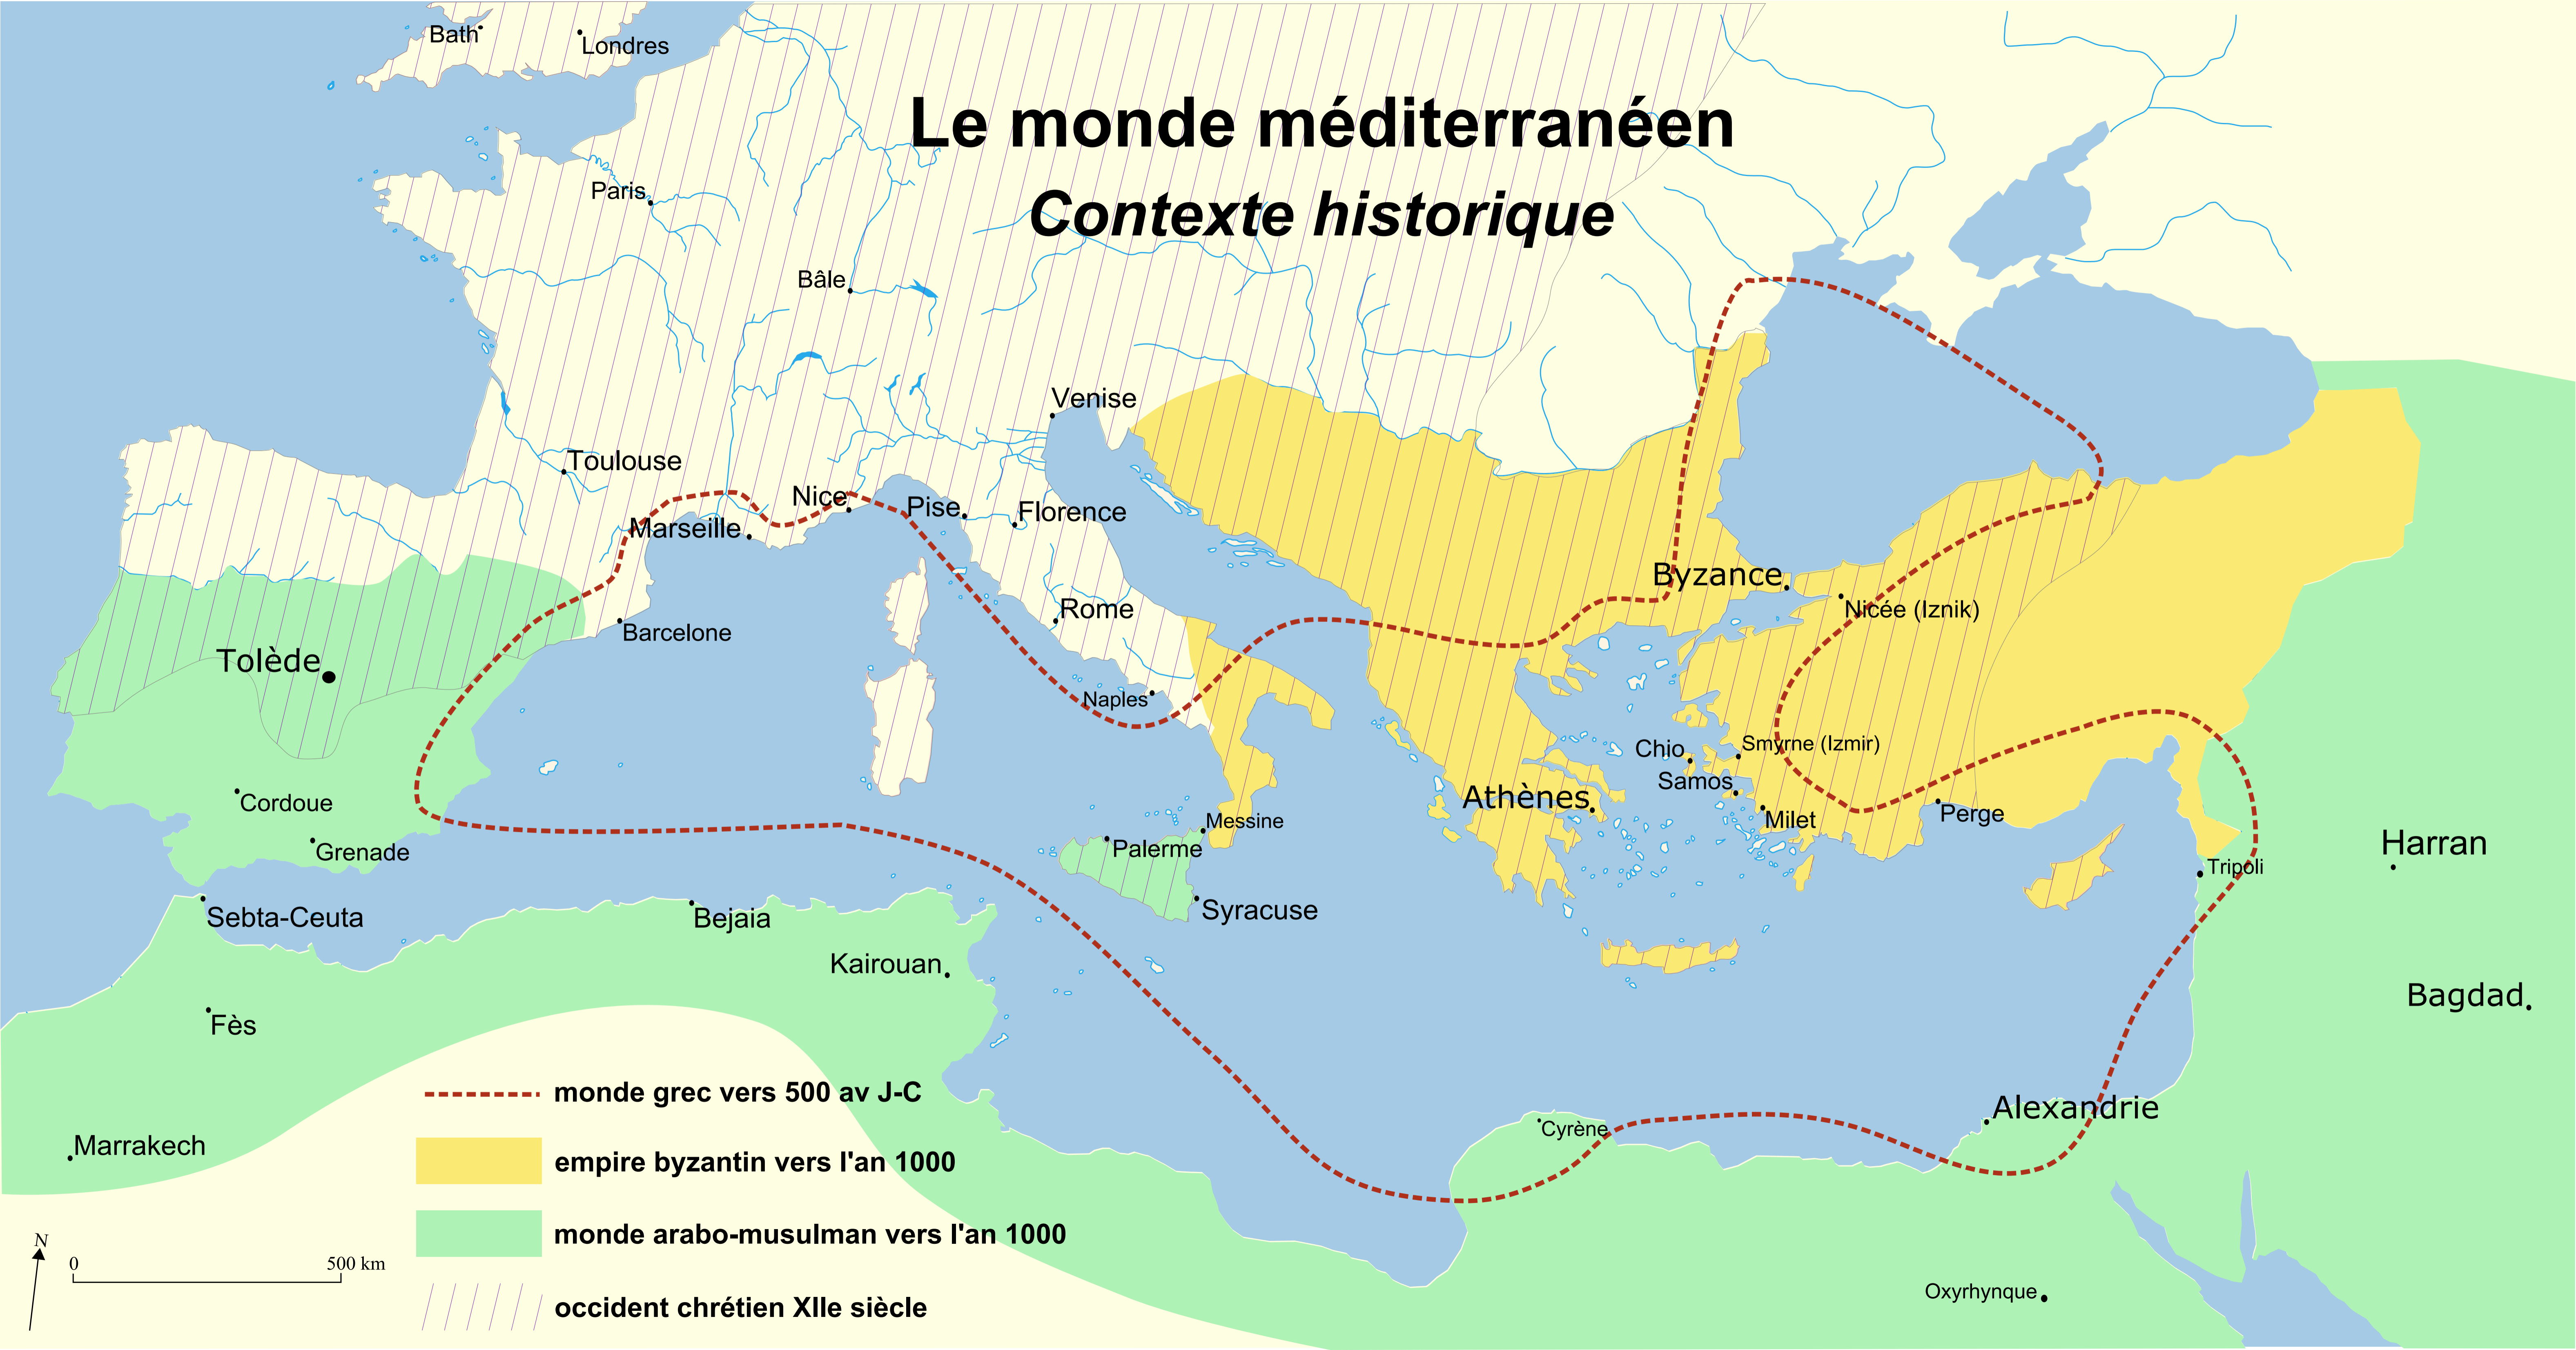 Bath
Londres
Le monde méditerranéen
Contexte historique
Paris
Bâle
Venise
Toulouse
Nice
Pise
Florence
Marseille
Byzance
Nicée (Iznik)
Rome
Barcelone
Tolède
Naples
Chio
Smyrne (Izmir)
Samos
Athènes
Milet
Perge
Cordoue
Grenade
Messine
Palerme
Harran
Tripoli
Sebta-Ceuta
Bejaia
Syracuse
Kairouan
Bagdad
Fès
monde grec vers 500 av J-C
Alexandrie
Cyrène
Marrakech
empire byzantin vers l'an 1000
monde arabo-musulman vers l'an 1000
N
0 500 km
Oxyrhynque
occident chrétien XIIe siècle